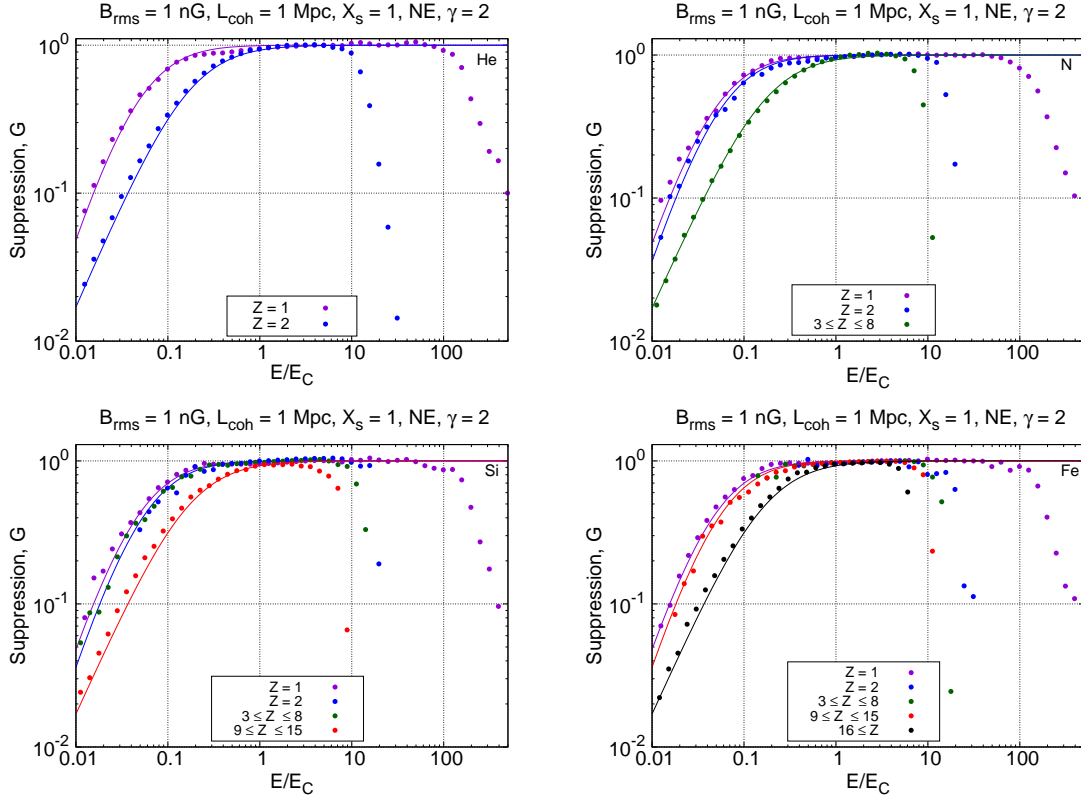 B_rms = 1 nG, L_coh = 1 Mpc, X_s = 1, NE, γ = 2
10^0
10^-1
10^-2
Suppression, G
He
Z = 1
Z = 2
0.01 0.1 1 10 100
E/E_C
B_rms = 1 nG, L_coh = 1 Mpc, X_s = 1, NE, γ = 2
10^0
10^-1
10^-2
Suppression, G
N
Z = 1
Z = 2
3 ≤ Z ≤ 8
0.01 0.1 1 10 100
E/E_C
B_rms = 1 nG, L_coh = 1 Mpc, X_s = 1, NE, γ = 2
10^0
10^-1
10^-2
Suppression, G
Si
Z = 1
Z = 2
3 ≤ Z ≤ 8
9 ≤ Z ≤ 15
0.01 0.1 1 10 100
E/E_C
B_rms = 1 nG, L_coh = 1 Mpc, X_s = 1, NE, γ = 2
10^0
10^-1
10^-2
Suppression, G
Fe
Z = 1
Z = 2
3 ≤ Z ≤ 8
9 ≤ Z ≤ 15
16 ≤ Z
0.01 0.1 1 10 100
E/E_C